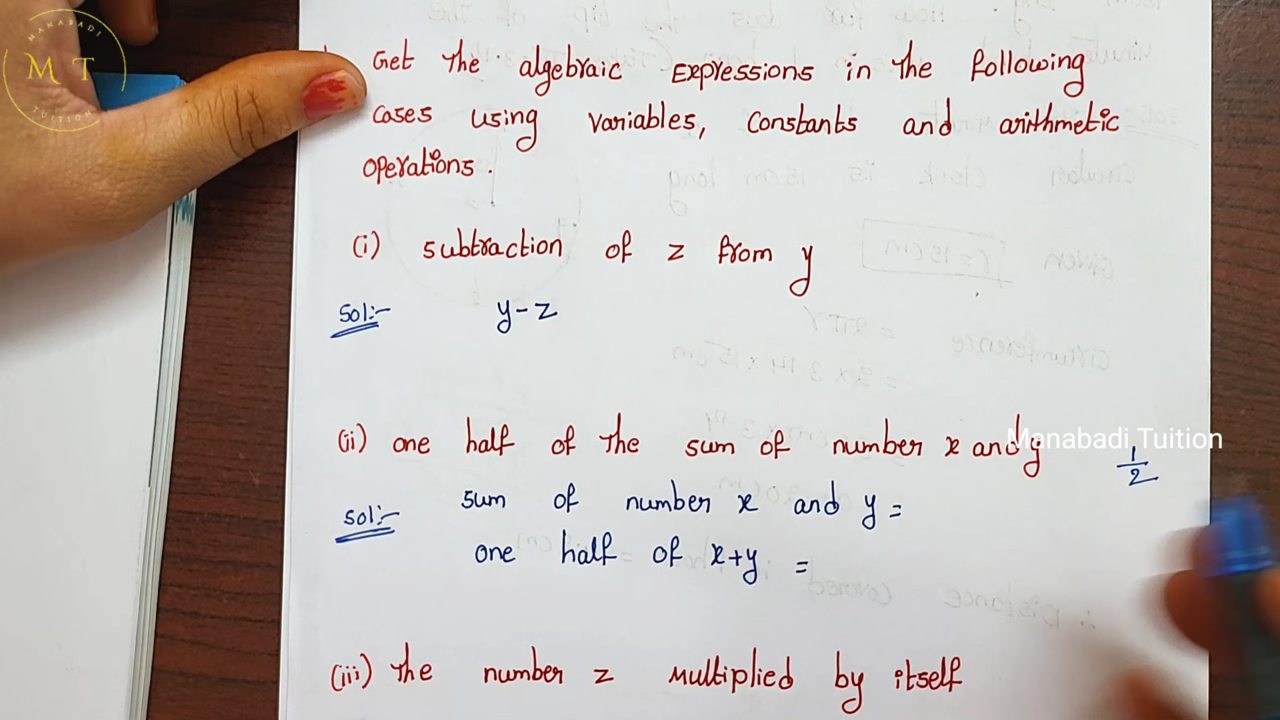 MANABADI
M T
TUITION
Get the algebraic Expressions in the following
cases using variables, constants and arithmetic
operations.
(i) subtraction of z from y
Sol:- y-z
(ii) one half of the sum of number x and y
Manabadi Tuition
1/2
Sol:- sum of number x and y =
one half of x+y =
(iii) The number z multiplied by itself